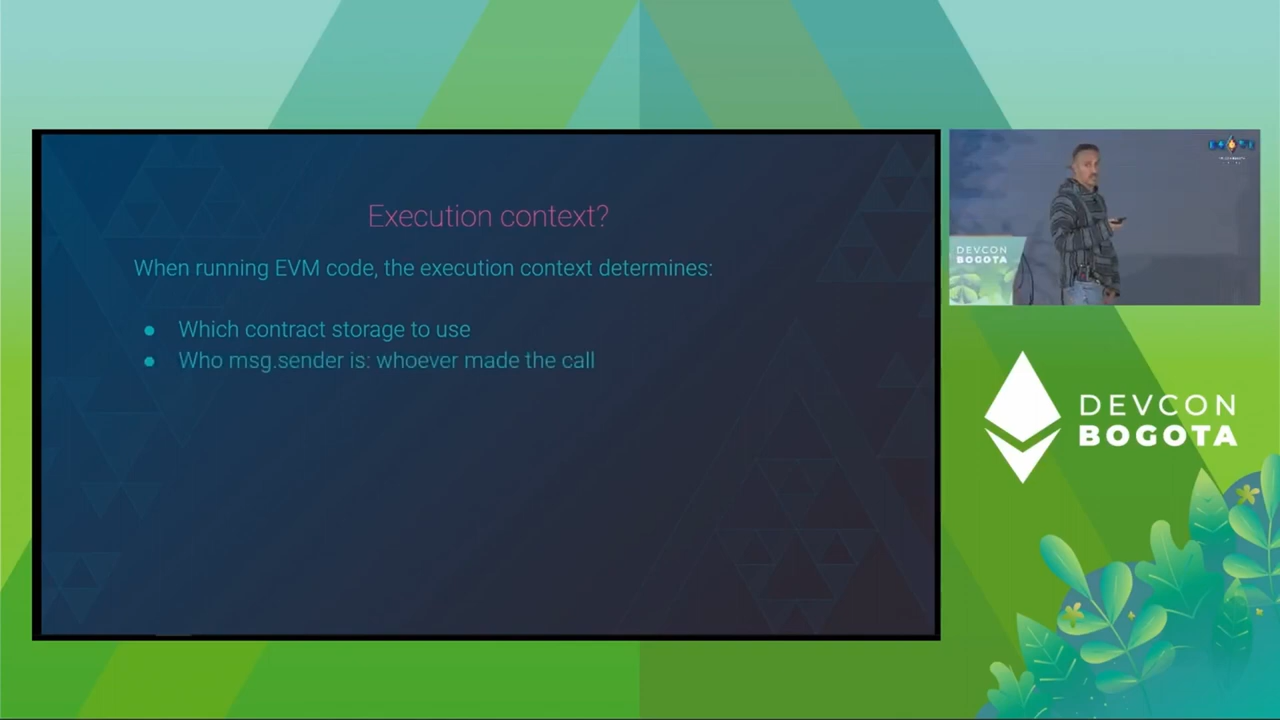 Execution context?
When running EVM code, the execution context determines:
Which contract storage to use
Who msg.sender is: whoever made the call
DEVCON
BOGOTA
DEVCON
BOGOTA